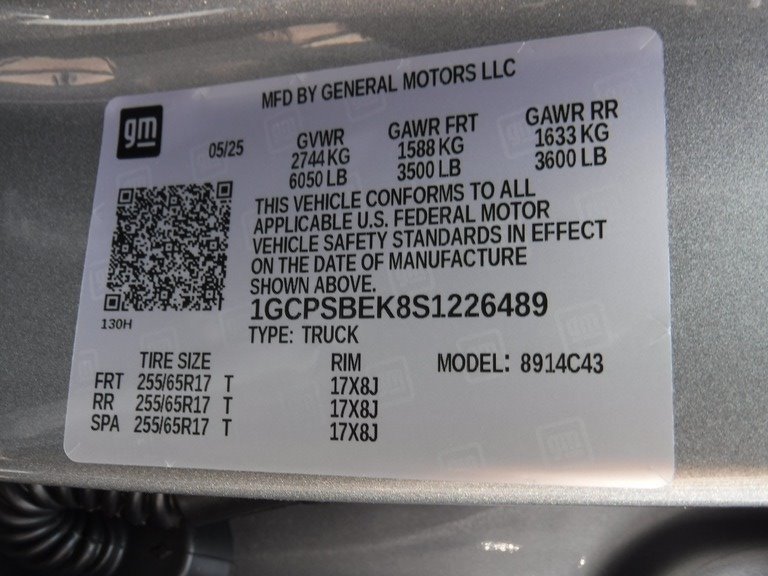 MFD BY GENERAL MOTORS LLC
gm
05/25
GVWR GAWR FRT GAWR RR
2744 KG 1588 KG 1633 KG
6050 LB 3500 LB 3600 LB
THIS VEHICLE CONFORMS TO ALL
APPLICABLE U.S. FEDERAL MOTOR
VEHICLE SAFETY STANDARDS IN EFFECT
ON THE DATE OF MANUFACTURE
SHOWN ABOVE.
130H
1GCPSBEK8S1226489
TYPE: TRUCK
TIRE SIZE RIM MODEL: 8914C43
FRT 255/65R17 T 17X8J
RR 255/65R17 T 17X8J
SPA 255/65R17 T 17X8J